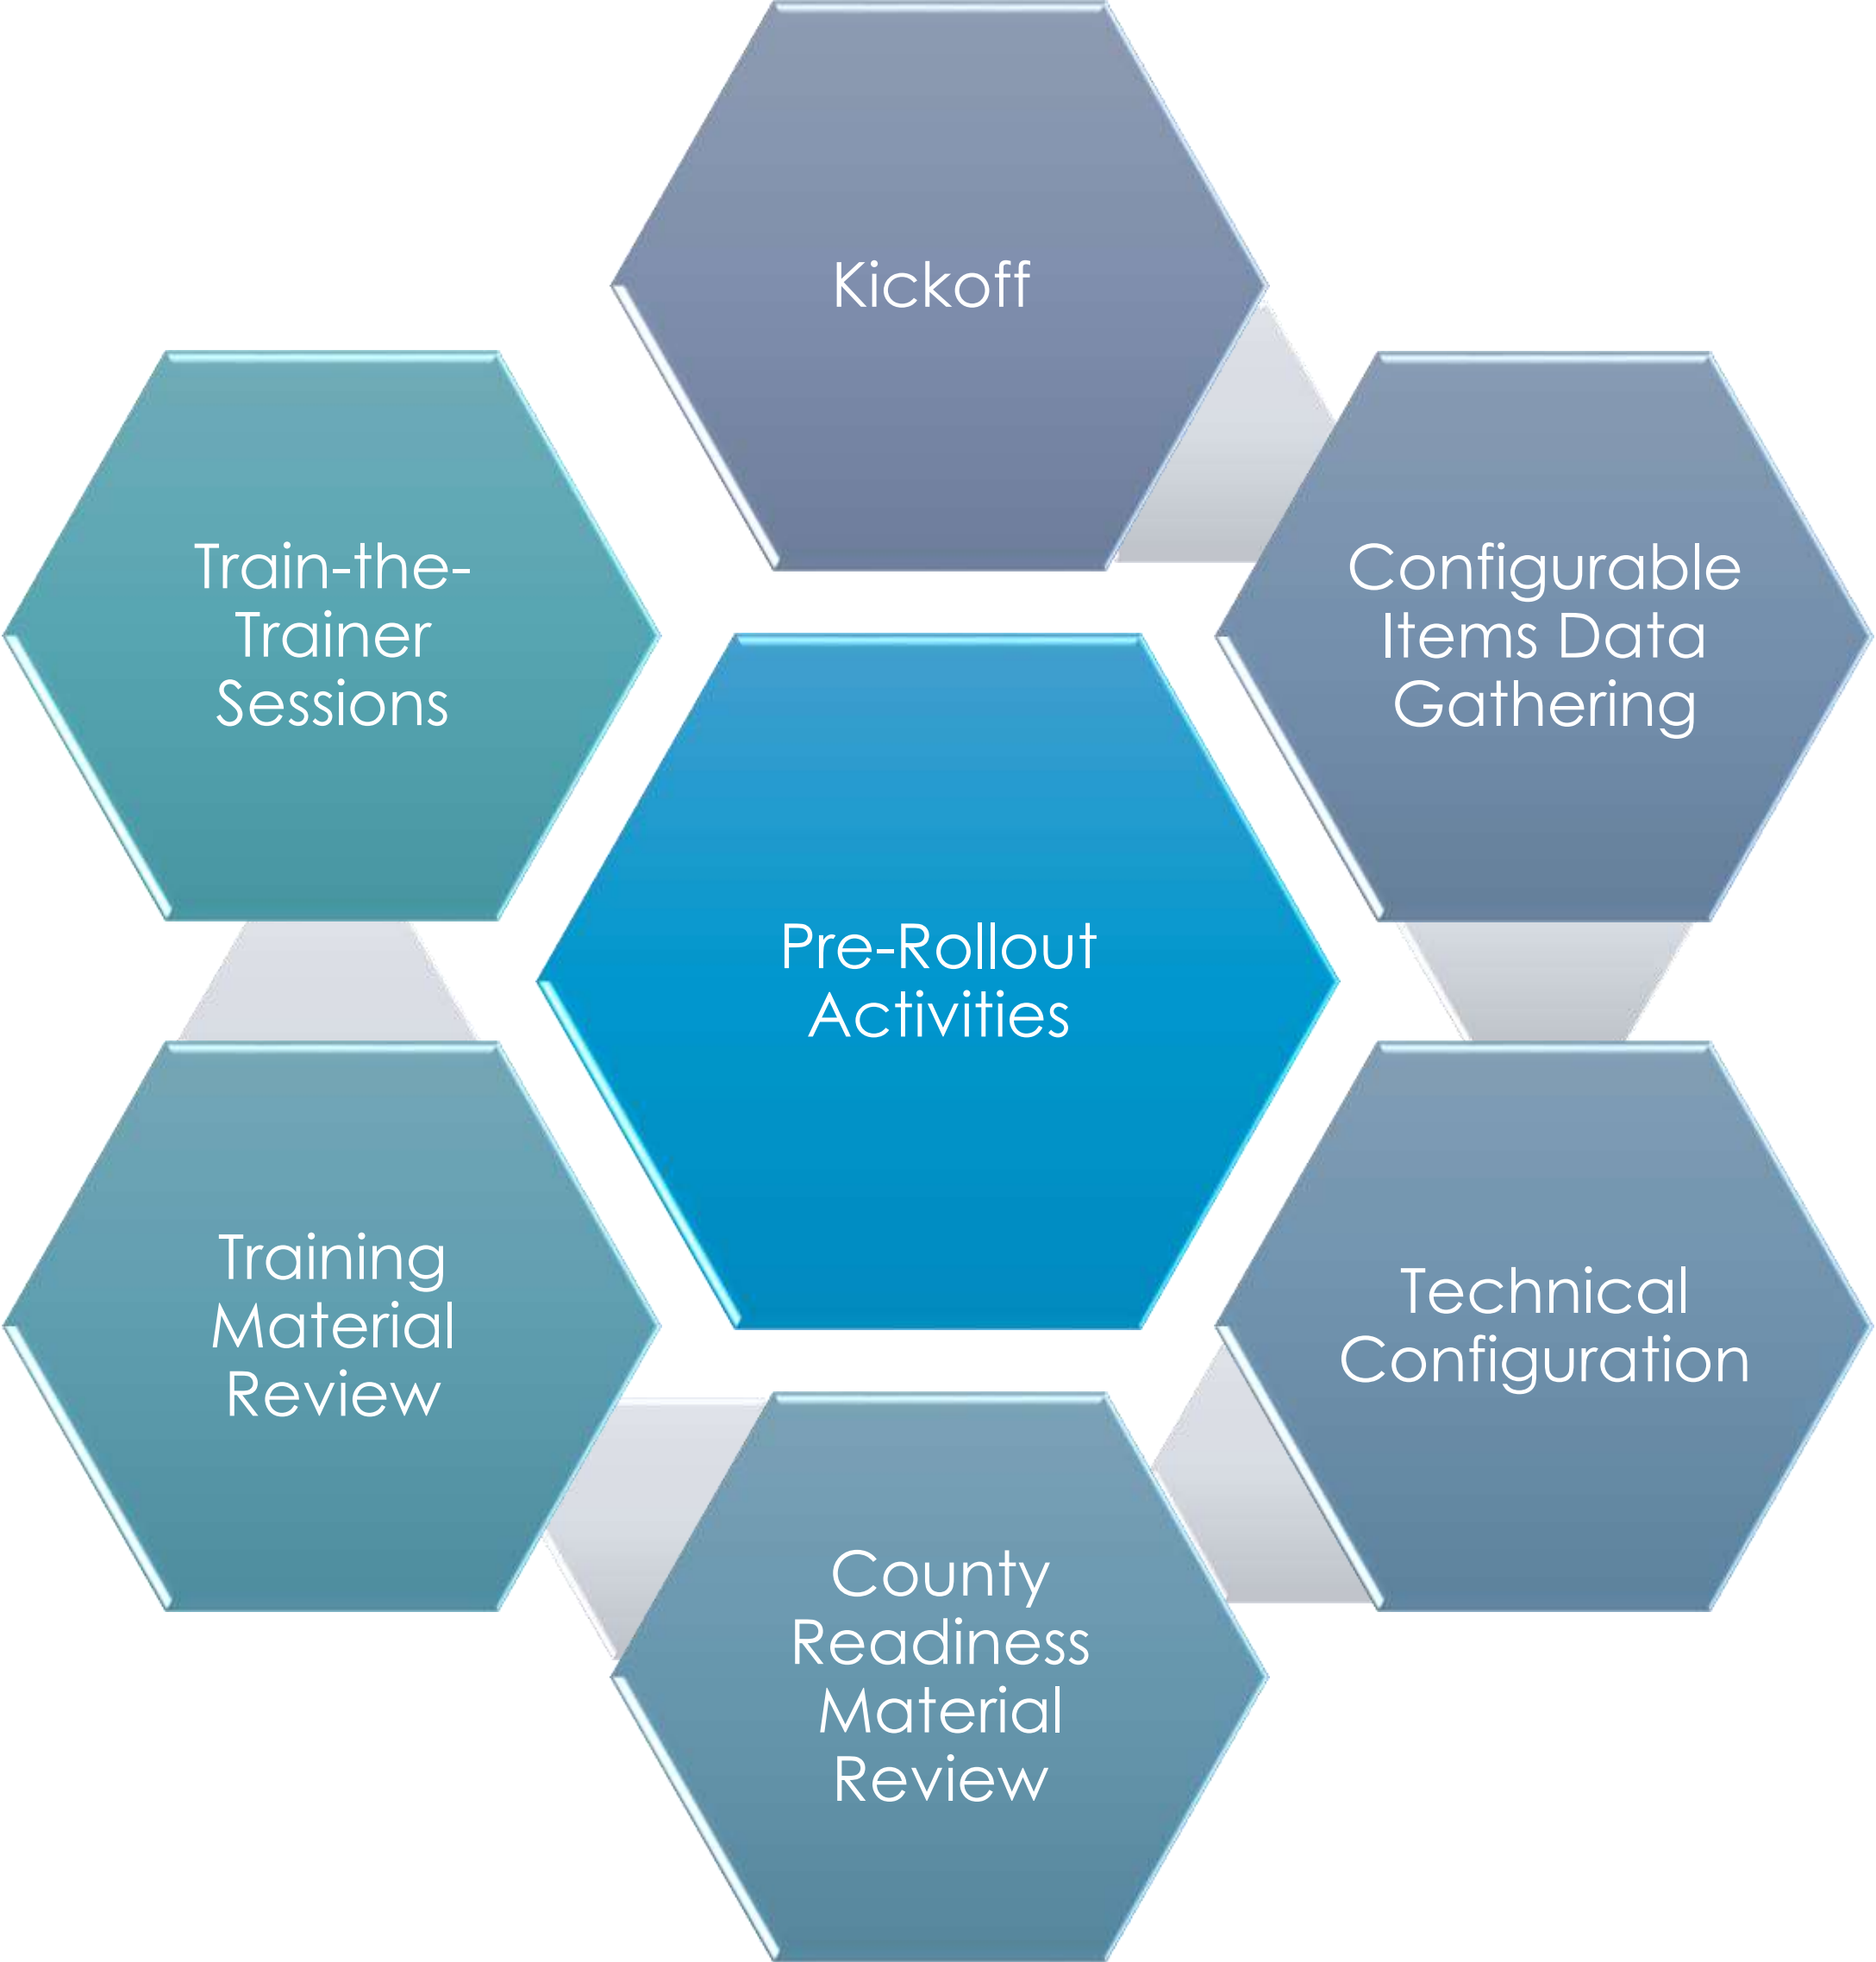 Kickoff
Configurable
Items Data
Gathering
Technical
Configuration
County
Readiness
Material
Review
Training
Material
Review
Train-the-
Trainer
Sessions
Pre-Rollout
Activities